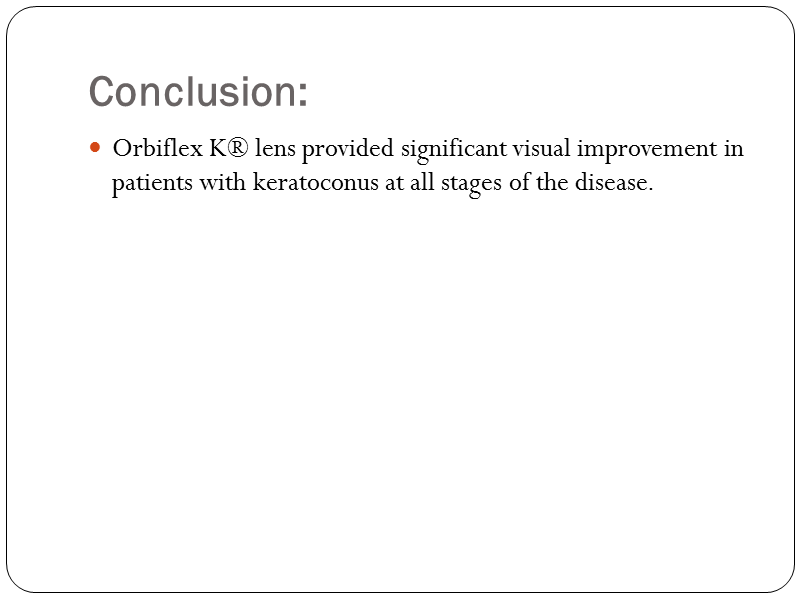 Conclusion:
Orbiflex K® lens provided significant visual improvement in
patients with keratoconus at all stages of the disease.